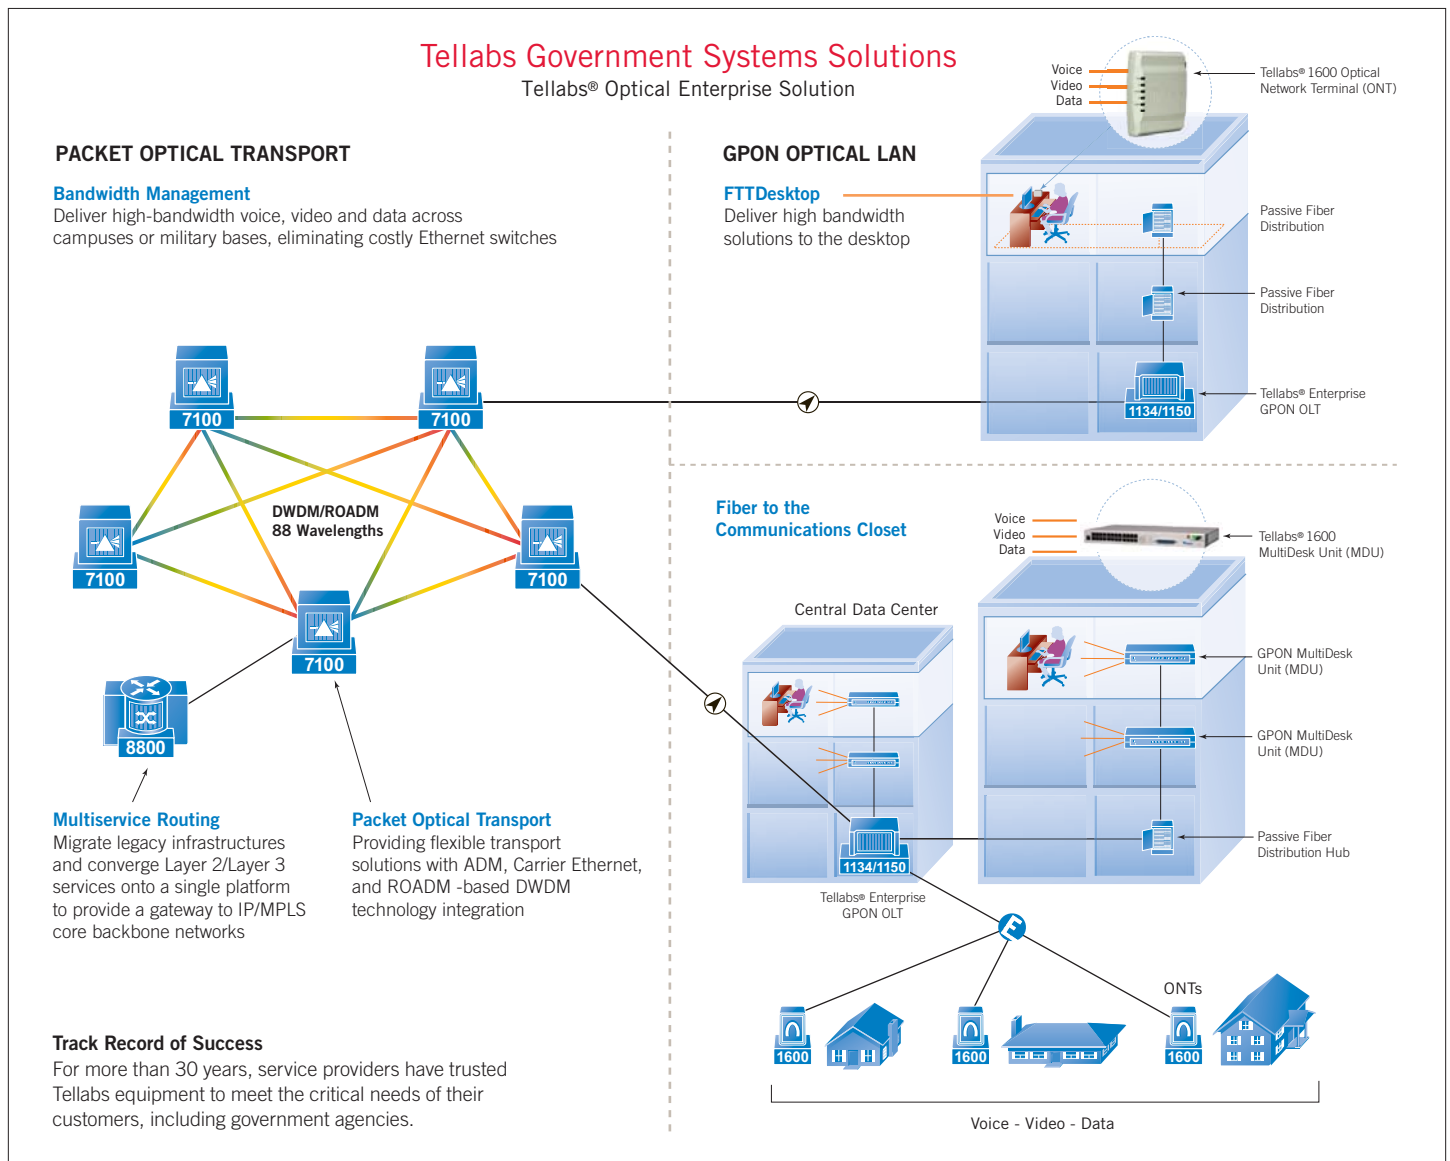 Tellabs Government Systems Solutions
Tellabs® Optical Enterprise Solution
PACKET OPTICAL TRANSPORT
Bandwidth Management
Deliver high-bandwidth voice, video and data across
campuses or military bases, eliminating costly Ethernet switches
7100
7100
7100
7100
7100
DWDM/ROADM
88 Wavelengths
8800
Multiservice Routing
Migrate legacy infrastructures
and converge Layer 2/Layer 3
services onto a single platform
to provide a gateway to IP/MPLS
core backbone networks
Packet Optical Transport
Providing flexible transport
solutions with ADM, Carrier Ethernet,
and ROADM -based DWDM
technology integration
Track Record of Success
For more than 30 years, service providers have trusted
Tellabs equipment to meet the critical needs of their
customers, including government agencies.
GPON OPTICAL LAN
FTTDesktop
Deliver high bandwidth
solutions to the desktop
Voice
Video
Data
Tellabs® 1600 Optical
Network Terminal (ONT)
Passive Fiber
Distribution
Passive Fiber
Distribution
Tellabs® Enterprise
GPON OLT
1134/1150
Fiber to the
Communications Closet
Voice
Video
Data
Tellabs® 1600
MultiDesk Unit (MDU)
Central Data Center
GPON MultiDesk
Unit (MDU)
GPON MultiDesk
Unit (MDU)
Passive Fiber
Distribution Hub
1134/1150
Tellabs® Enterprise
GPON OLT
ONTs
1600
1600
1600
Voice - Video - Data